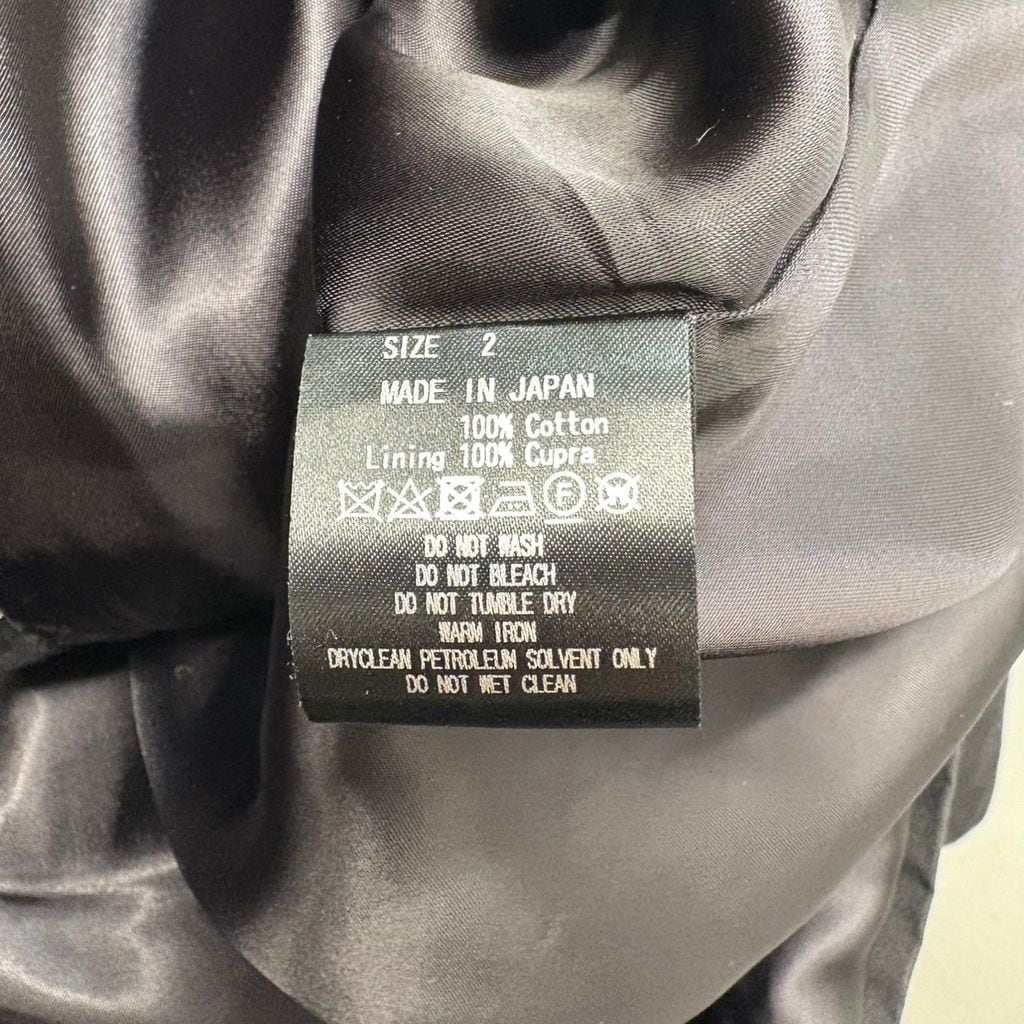 SIZE 2
MADE IN JAPAN
100% Cotton
Lining 100% Cupra
F W
DO NOT WASH
DO NOT BLEACH
DO NOT TUMBLE DRY
WARM IRON
DRYCLEAN PETROLEUM SOLVENT ONLY
DO NOT WET CLEAN